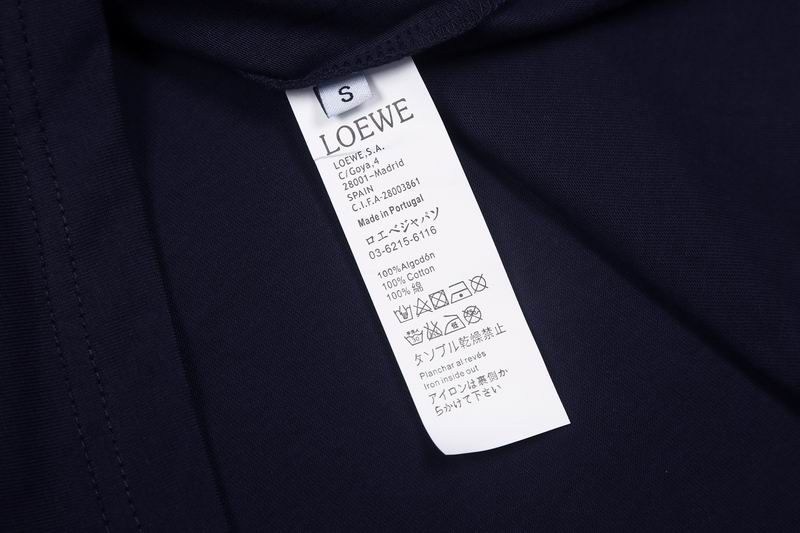 S
LOEWE
LOEWE,S.A.
C/Goya,4
28001-Madrid
SPAIN
C.I.F.A-28003861
Made in Portugal
ロエベジャパン
03-6215-6116
100%Algodón
100% Cotton
100% 綿
タンブル乾燥禁止
Planchar al revés
Iron inside out
アイロンは裏側か
らかけて下さい